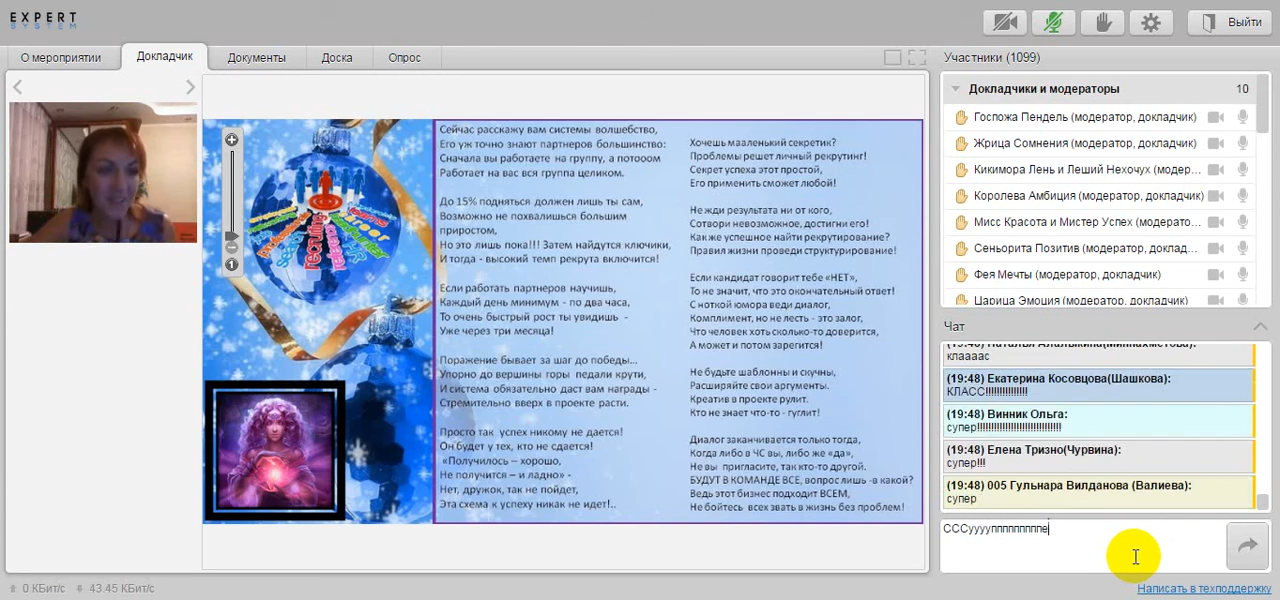 EXPERT
SYSTEM
Выйти
О мероприятии
Докладчик
Документы
Доска
Опрос
Сейчас расскажу вам системы волшебство,
Его уж точно знают партнеров большинство:
Сначала вы работаете на группу, а потооом
Работает на вас вся группа целиком.
До 15% подняться должен лишь ты сам,
Возможно не похвалишься большим
приростом,
Но это лишь пока!!! Затем найдутся ключики,
И тогда - высокий темп рекрута включится!
Если работать партнеров научишь,
Каждый день минимум - по два часа,
То очень быстрый рост ты увидишь -
Уже через три месяца!
Поражение бывает за шаг до победы...
Упорно до вершины горы педали крути,
И система обязательно даст вам награды -
Стремительно вверх в проекте расти.
Просто так успех никому не дается!
Он будет у тех, кто не сдается!
«Получилось – хорошо,
Не получится – и ладно» -
Нет, дружок, так не пойдет,
Эта схема к успеху никак не идет!..
Хочешь мааленький секретик?
Проблемы решет личный рекрутинг!
Секрет успеха этот простой,
Его применить сможет любой!
Не жди результата ни от кого,
Сотвори невозможное, достигни его!
Как же успешное найти рекрутирование?
Правил жизни проведи структурирование!
Если кандидат говорит тебе «НЕТ»,
То не значит, что это окончательный ответ!
С ноткой юмора веди диалог,
Комплимент, но не лесть - это залог,
Что человек хоть сколько-то доверится,
А может и потом зарегится!
Не будьте шаблонны и скучны,
Расширяйте свои аргументы.
Креатив в проекте рулит.
Кто не знает что-то - гуглит!
Диалог заканчивается только тогда,
Когда либо в ЧС вы, либо же «да»,
Не вы пригласите, так кто-то другой.
БУДУТ В КОМАНДЕ ВСЕ, вопрос лишь -в какой?
Ведь этот бизнес подходит ВСЕМ,
Не бойтесь всех звать в жизнь без проблем!
recruiting
Участники (1099)
Докладчики и модераторы 10
Госпожа Пендель (модератор, докладчик)
Жрица Сомнения (модератор, докладчик)
Кикимора Лень и Леший Нехочух (модер...
Королева Амбиция (модератор, докладчик)
Мисс Красота и Мистер Успех (модерато...
Сеньорита Позитив (модератор, доклад...
Фея Мечты (модератор, докладчик)
Царица Эмоция (модератор, докладчик)
Чат
клаааас
(19:48) Екатерина Косовцова(Шашкова):
КЛАСС!!!!!!!!!!!!!!!
(19:48) Винник Ольга:
супер!!!!!!!!!!!!!!!!!!!!!!!!!!!!!!
(19:48) Елена Тризно(Чурвина):
супер!!!
(19:48) 005 Гульнара Вилданова (Валиева):
супер
СССууууппппппппе
0 КБит/с 43.45 КБит/с
Написать в техподдержку